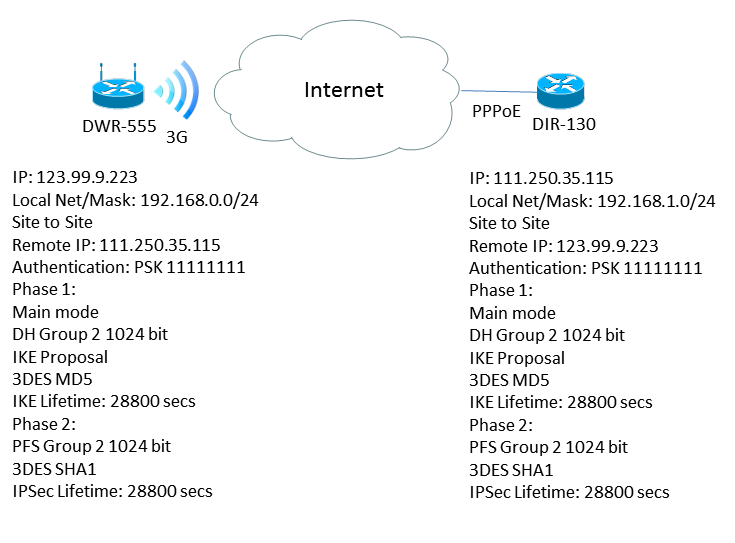 Internet
DWR-555
3G
PPPoE
DIR-130
IP: 123.99.9.223
Local Net/Mask: 192.168.0.0/24
Site to Site
Remote IP: 111.250.35.115
Authentication: PSK 11111111
Phase 1:
Main mode
DH Group 2 1024 bit
IKE Proposal
3DES MD5
IKE Lifetime: 28800 secs
Phase 2:
PFS Group 2 1024 bit
3DES SHA1
IPSec Lifetime: 28800 secs
IP: 111.250.35.115
Local Net/Mask: 192.168.1.0/24
Site to Site
Remote IP: 123.99.9.223
Authentication: PSK 11111111
Phase 1:
Main mode
DH Group 2 1024 bit
IKE Proposal
3DES MD5
IKE Lifetime: 28800 secs
Phase 2:
PFS Group 2 1024 bit
3DES SHA1
IPSec Lifetime: 28800 secs